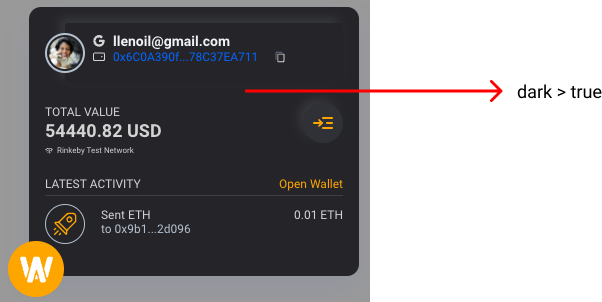 G llenoil@gmail.com
0x6C0A390f...78C37EA711
dark > true
TOTAL VALUE
54440.82 USD
Rinkeby Test Network
LATEST ACTIVITY
Open Wallet
Sent ETH
0.01 ETH
to 0x9b1...2d096
W